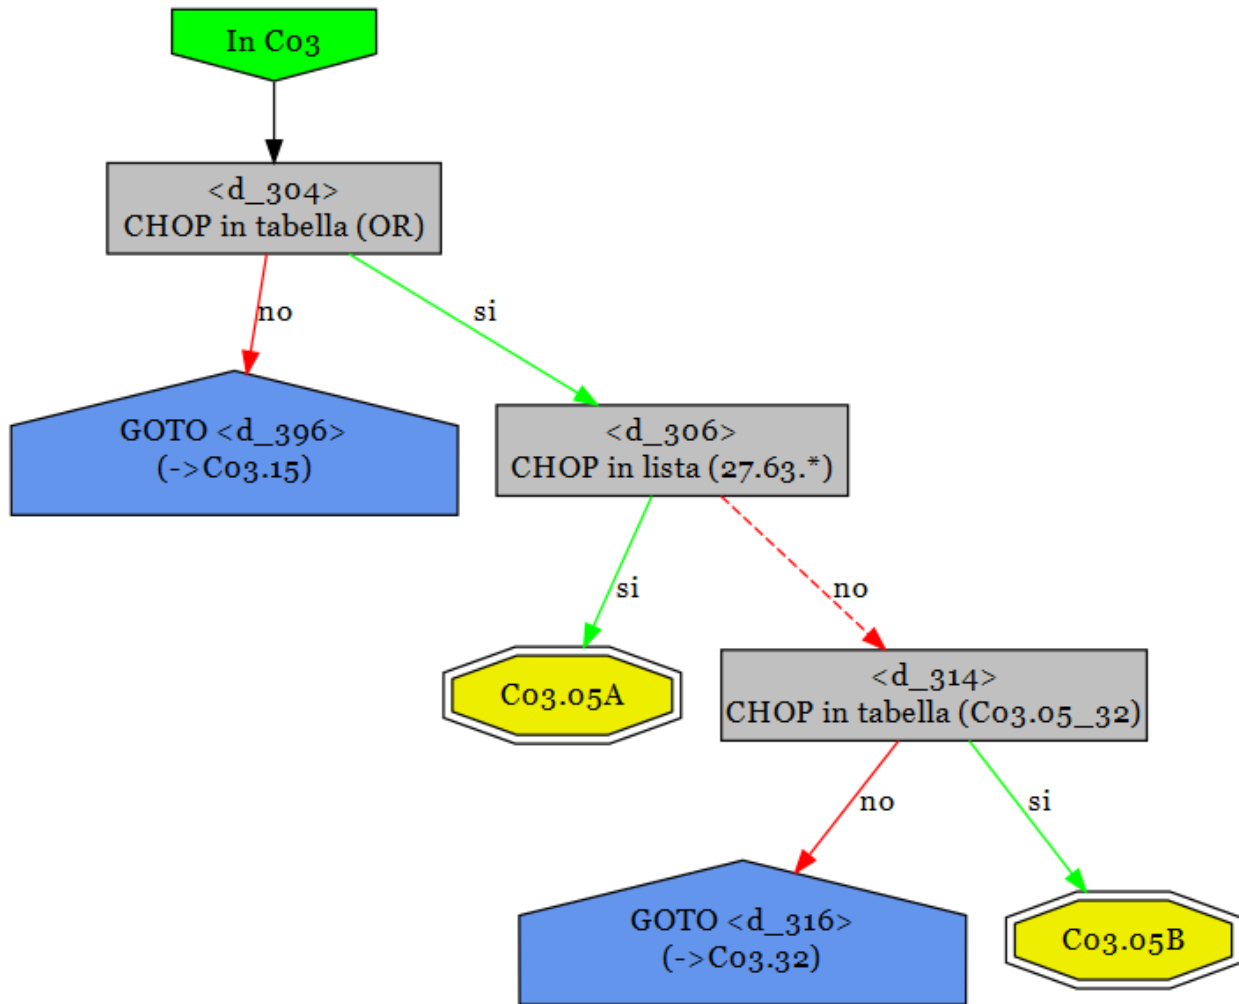 In C03
<d_304>
CHOP in tabella (OR)
no
si
GOTO <d_396>
(->C03.15)
<d_306>
CHOP in lista (27.63.*)
si
no
C03.05A
<d_314>
CHOP in tabella (C03.05_32)
no
si
GOTO <d_316>
(->C03.32)
C03.05B